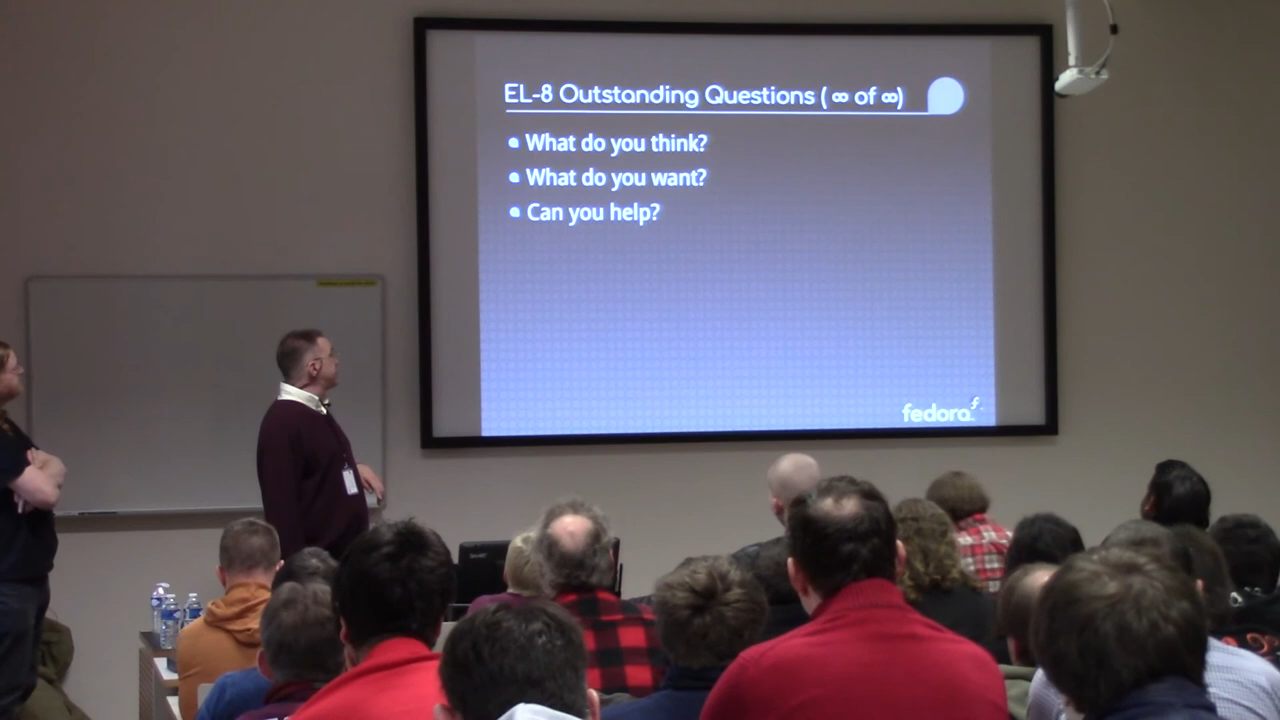 EL-8 Outstanding Questions ( ∞ of ∞)
What do you think?
What do you want?
Can you help?
fedora